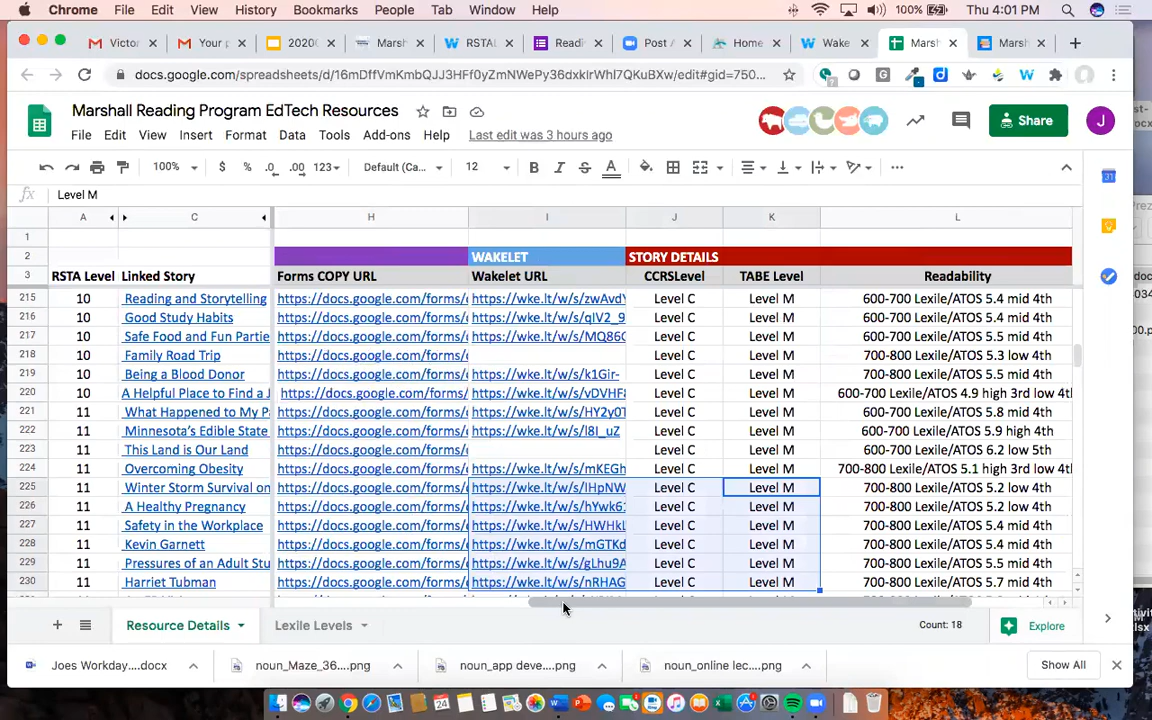 Chrome File Edit View History Bookmarks People Tab Window Help 100% Thu 4:01 PM
Victor Your p 2020 Marsh RSTAL Readi Post A Home Wake Marsh Marsh
docs.google.com/spreadsheets/d/16mDffVmKmbQJJ3HFf0yZmNWePy36dxkIrWhl7QKuBXw/edit#gid=750...
Marshall Reading Program EdTech Resources
Share J
File Edit View Insert Format Data Tools Add-ons Help Last edit was 3 hours ago
100% $ % .0 .00 123 Default (Ca... 12 B I S A
fx Level M
A C H I J K L
1
2 WAKELET STORY DETAILS
3 RSTA Level Linked Story Forms COPY URL Wakelet URL CCRSLevel TABE Level Readability
215 10 Reading and Storytelling https://docs.google.com/forms/ https://wke.lt/w/s/zwAvdY Level C Level M 600-700 Lexile/ATOS 5.4 mid 4th
216 10 Good Study Habits https://docs.google.com/forms/ https://wke.lt/w/s/qIV2_9 Level C Level M 600-700 Lexile/ATOS 5.4 mid 4th
217 10 Safe Food and Fun Partie https://docs.google.com/forms/ https://wke.lt/w/s/MQ86C Level C Level M 600-700 Lexile/ATOS 5.5 mid 4th
218 10 Family Road Trip https://docs.google.com/forms/ Level C Level M 700-800 Lexile/ATOS 5.3 low 4th
219 10 Being a Blood Donor https://docs.google.com/forms/ https://wke.lt/w/s/k1Gir- Level C Level M 700-800 Lexile/ATOS 5.5 low 4th
220 10 A Helpful Place to Find a J https://docs.google.com/forms/ https://wke.lt/w/s/vDVHF Level C Level M 600-700 Lexile/ATOS 4.9 high 3rd low 4th
221 11 What Happened to My P https://docs.google.com/forms/ https://wke.lt/w/s/HY2y0T Level C Level M 600-700 Lexile/ATOS 5.8 mid 4th
222 11 Minnesota's Edible State https://docs.google.com/forms/ https://wke.lt/w/s/l8I_uZ Level C Level M 600-700 Lexile/ATOS 5.9 high 4th
223 11 This Land is Our Land https://docs.google.com/forms/ Level C Level M 600-700 Lexile/ATOS 6.2 low 5th
224 11 Overcoming Obesity https://docs.google.com/forms/ https://wke.lt/w/s/mKEGh Level C Level M 700-800 Lexile/ATOS 5.1 high 3rd low 4t
225 11 Winter Storm Survival on https://docs.google.com/forms/ https://wke.lt/w/s/IHpNW Level C Level M 700-800 Lexile/ATOS 5.2 low 4th
226 11 A Healthy Pregnancy https://docs.google.com/forms/ https://wke.lt/w/s/hYwk6 Level C Level M 700-800 Lexile/ATOS 5.2 low 4th
227 11 Safety in the Workplace https://docs.google.com/forms/ https://wke.lt/w/s/HWHkL Level C Level M 700-800 Lexile/ATOS 5.4 mid 4th
228 11 Kevin Garnett https://docs.google.com/forms/ https://wke.lt/w/s/mGTKd Level C Level M 700-800 Lexile/ATOS 5.4 mid 4th
229 11 Pressures of an Adult Stu https://docs.google.com/forms/ https://wke.lt/w/s/gLhu9A Level C Level M 700-800 Lexile/ATOS 5.5 mid 4th
230 11 Harriet Tubman https://docs.google.com/forms/ https://wke.lt/w/s/nRHAG Level C Level M 700-800 Lexile/ATOS 5.7 mid 4th
Resource Details Lexile Levels Count: 18 Explore
Joes Workday....docx noun_Maze_36....png noun_app deve....png noun_online lec....png Show All